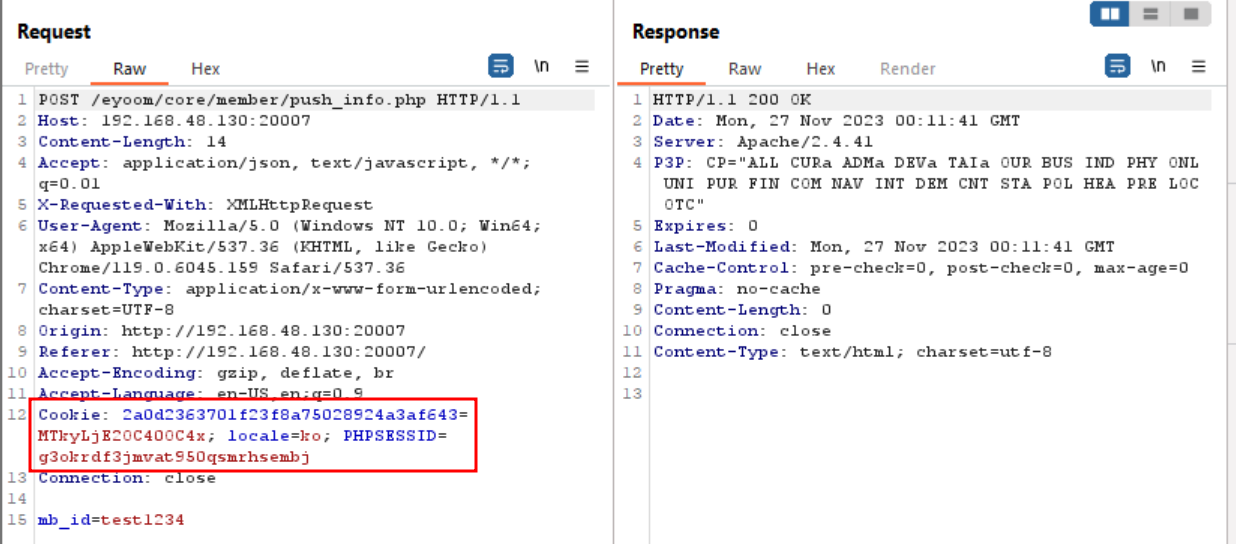 Request
Pretty Raw Hex
\n
1 POST /eyoom/core/member/push_info.php HTTP/1.1
2 Host: 192.168.48.130:20007
3 Content-Length: 14
4 Accept: application/json, text/javascript, */*;
q=0.01
5 X-Requested-With: XMLHttpRequest
6 User-Agent: Mozilla/5.0 (Windows NT 10.0; Win64;
x64) AppleWebKit/537.36 (KHTML, like Gecko)
Chrome/119.0.6045.159 Safari/537.36
7 Content-Type: application/x-www-form-urlencoded;
charset=UTF-8
8 Origin: http://192.168.48.130:20007
9 Referer: http://192.168.48.130:20007/
10 Accept-Encoding: gzip, deflate, br
11 Accept-Language: en-US,en;q=0.9
12 Cookie: 2a0d2363701f23f8a75028924a3af643=
MTkyLjE2OC40OC4x; locale=ko; PHPSESSID=
g3okrdf3jmvat950qsmrhsembj
13 Connection: close
14
15 mb_id=test1234
Response
Pretty Raw Hex Render
\n
1 HTTP/1.1 200 OK
2 Date: Mon, 27 Nov 2023 00:11:41 GMT
3 Server: Apache/2.4.41
4 P3P: CP="ALL CURa ADMa DEVa TAIa OUR BUS IND PHY ONL
UNI PUR FIN COM NAV INT DEM CNT STA POL HEA PRE LOC
OTC"
5 Expires: 0
6 Last-Modified: Mon, 27 Nov 2023 00:11:41 GMT
7 Cache-Control: pre-check=0, post-check=0, max-age=0
8 Pragma: no-cache
9 Content-Length: 0
10 Connection: close
11 Content-Type: text/html; charset=utf-8
12
13